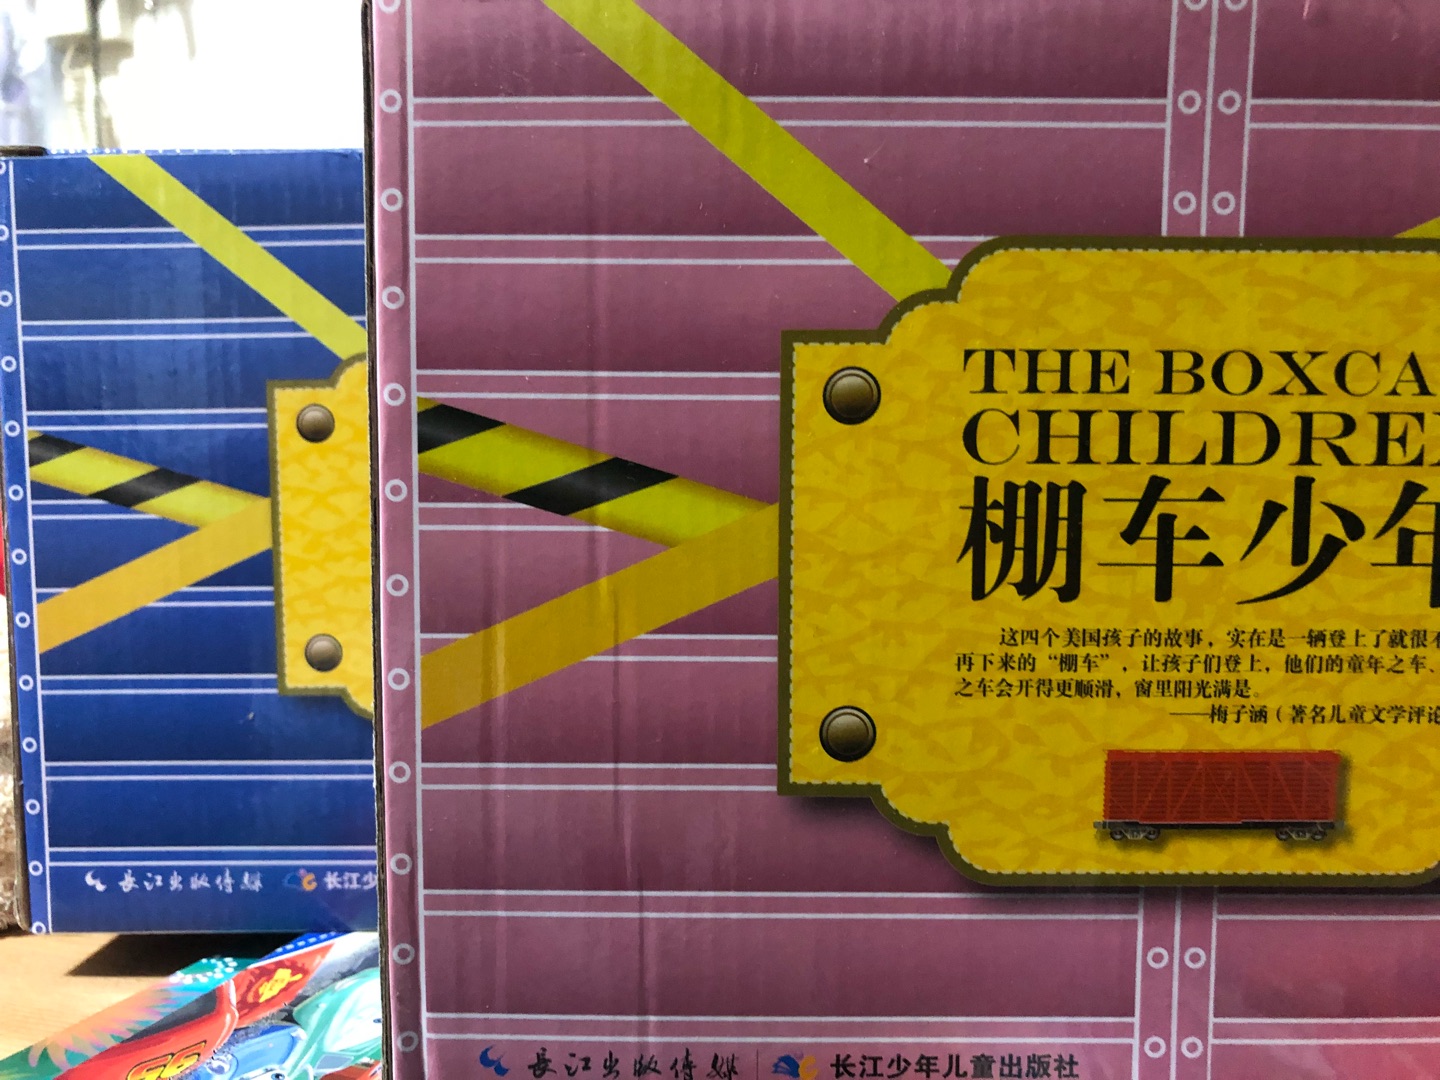 THE BOXCA
CHILDRE
棚车少年
这四个美国孩子的故事，实在是一辆登上了就很不
再下来的“棚车”，让孩子们登上，他们的童年之车、
之车会开得更顺滑，窗里阳光满是。
——梅子涵（著名儿童文学评论
长江出版传媒 长江少年儿童出版社
长江出版传媒 长江少